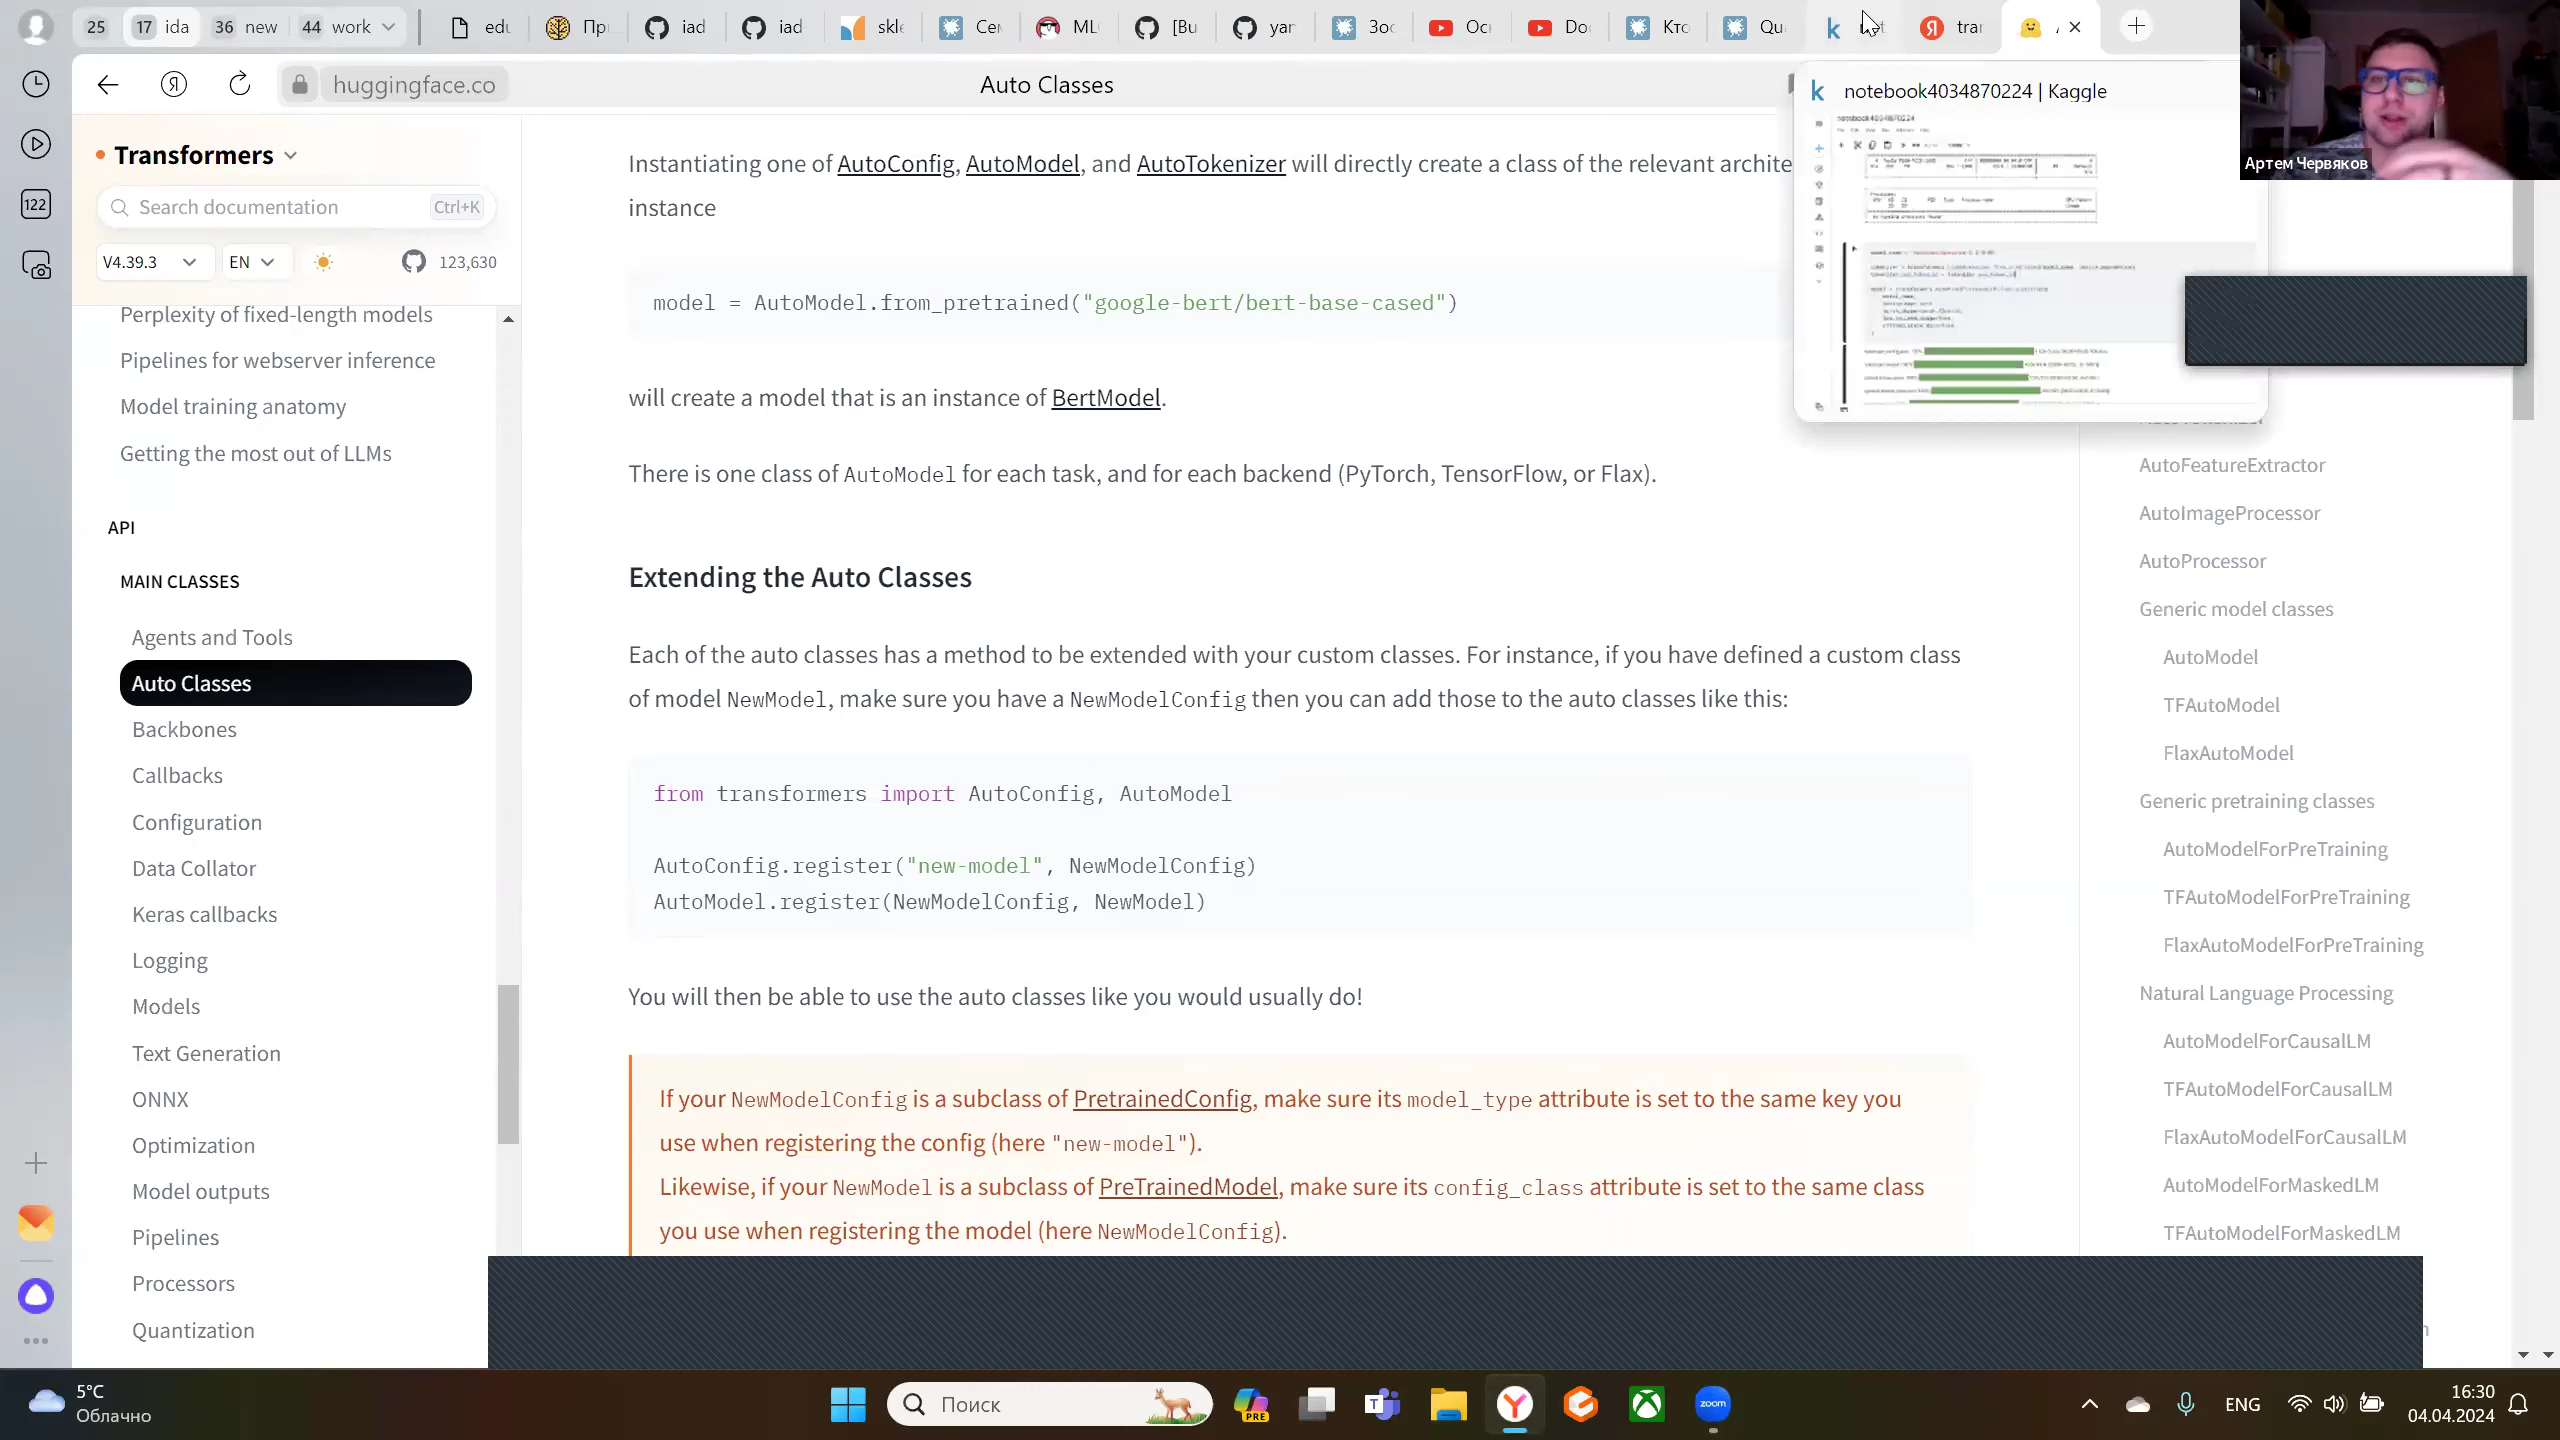 25
17 ida
36 new
44 work
edu
Пр
iad
iad
skle
Сем
ML
[Bu
yar
Зос
Ос
Do
Кто
Qu
tra
huggingface.co
Auto Classes
notebook4034870224 | Kaggle
Артем Червяков
122
Transformers
Search documentation
Ctrl+K
V4.39.3
EN
123,630
Perplexity of fixed-length models
Pipelines for webserver inference
Model training anatomy
Getting the most out of LLMs
API
MAIN CLASSES
Agents and Tools
Auto Classes
Backbones
Callbacks
Configuration
Data Collator
Keras callbacks
Logging
Models
Text Generation
ONNX
Optimization
Model outputs
Pipelines
Processors
Quantization
Instantiating one of AutoConfig, AutoModel, and AutoTokenizer will directly create a class of the relevant archite
instance
model = AutoModel.from_pretrained("google-bert/bert-base-cased")
will create a model that is an instance of BertModel.
There is one class of AutoModel for each task, and for each backend (PyTorch, TensorFlow, or Flax).
Extending the Auto Classes
Each of the auto classes has a method to be extended with your custom classes. For instance, if you have defined a custom class
of model NewModel, make sure you have a NewModelConfig then you can add those to the auto classes like this:
from transformers import AutoConfig, AutoModel
AutoConfig.register("new-model", NewModelConfig)
AutoModel.register(NewModelConfig, NewModel)
You will then be able to use the auto classes like you would usually do!
If your NewModelConfig is a subclass of PretrainedConfig, make sure its model_type attribute is set to the same key you
use when registering the config (here "new-model").
Likewise, if your NewModel is a subclass of PreTrainedModel, make sure its config_class attribute is set to the same class
you use when registering the model (here NewModelConfig).
AutoFeatureExtractor
AutoImageProcessor
AutoProcessor
Generic model classes
AutoModel
TFAutoModel
FlaxAutoModel
Generic pretraining classes
AutoModelForPreTraining
TFAutoModelForPreTraining
FlaxAutoModelForPreTraining
Natural Language Processing
AutoModelForCausalLM
TFAutoModelForCausalLM
FlaxAutoModelForCausalLM
AutoModelForMaskedLM
TFAutoModelForMaskedLM
5°C
Облачно
Поиск
PRE
zoom
ENG
16:30
04.04.2024